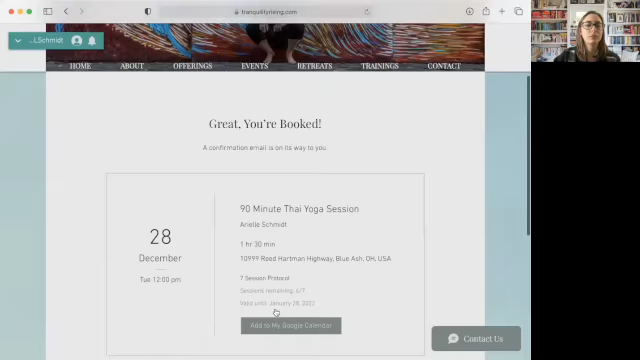 tranquilityrising.com
...LSchmidt
HOME ABOUT OFFERINGS EVENTS RETREATS TRAININGS CONTACT
Great, You're Booked!
A confirmation email is on its way to you
28
December
Tue 12:00 pm
90 Minute Thai Yoga Session
Arielle Schmidt
1 hr 30 min
10999 Reed Hartman Highway, Blue Ash, OH, USA
7 Session Protocol
Sessions remaining: 6/7
Valid until January 28, 2022
Add to My Google Calendar
Contact Us